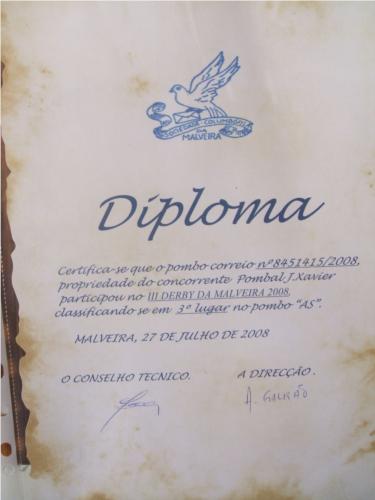 SOCIEDADE COLUMBÓFILA
DA
MALVEIRA
Diploma
Certifica-se que o pombo correio nº8451415/2008,
propriedade do concorrente Pombal J.Xavier
participou no III DERBY DA MALVEIRA 2008,
classificando se em 3º lugar no pombo "AS".
MALVEIRA, 27 DE JULHO DE 2008
O CONSELHO TECNICO. A DIRECÇÃO.
A. GALRÃO